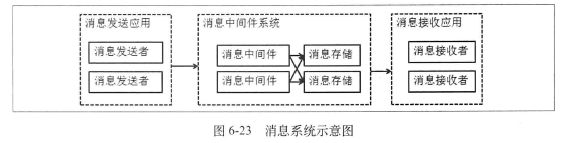 消息发送应用
消息中间件系统
消息接收应用
消息发送者
消息中间件
消息存储
消息接收者
消息发送者
消息中间件
消息存储
消息接收者
图 6-23 消息系统示意图